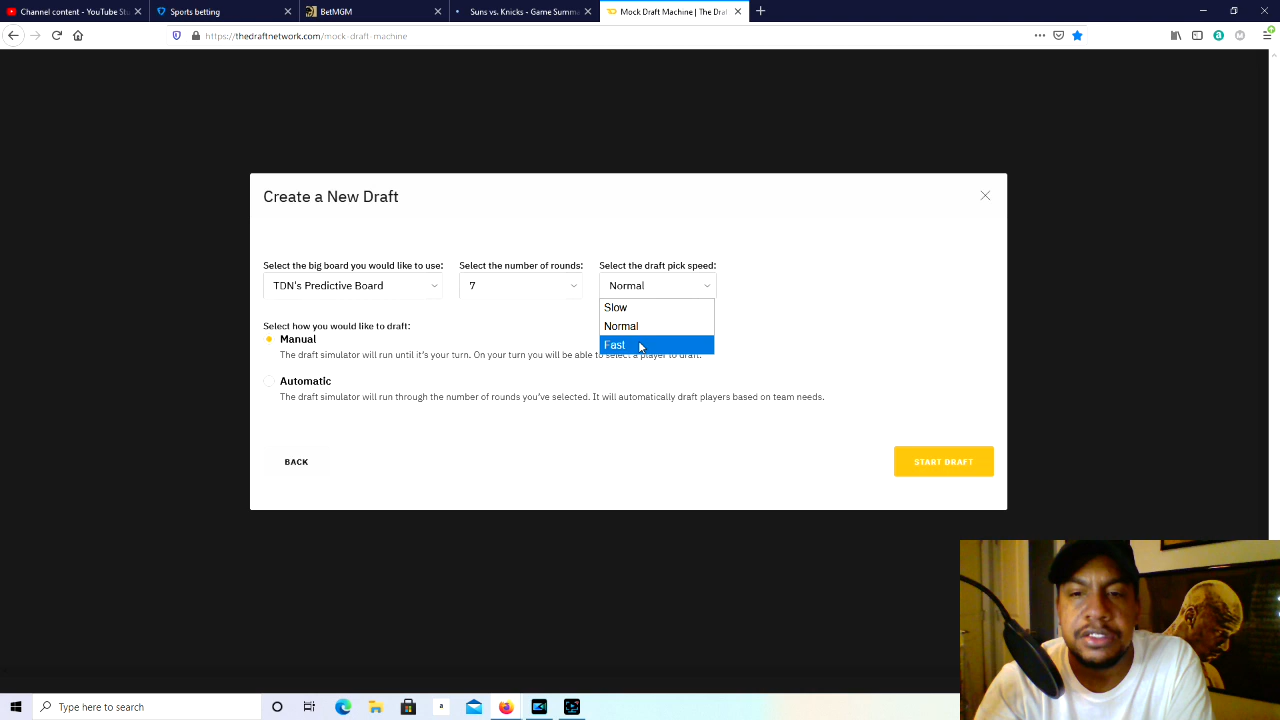 Channel content - YouTube St
Sports betting
BetMGM
Suns vs. Knicks - Game Summa
Mock Draft Machine | The Dra
https://thedraftnetwork.com/mock-draft-machine
Create a New Draft
Select the big board you would like to use:
Select the number of rounds:
Select the draft pick speed:
TDN's Predictive Board
7
Normal
Slow
Normal
Fast
Select how you would like to draft:
Manual
The draft simulator will run until it's your turn. On your turn you will be able to select a player to draft.
Automatic
The draft simulator will run through the number of rounds you've selected. It will automatically draft players based on team needs.
BACK
START DRAFT
Type here to search